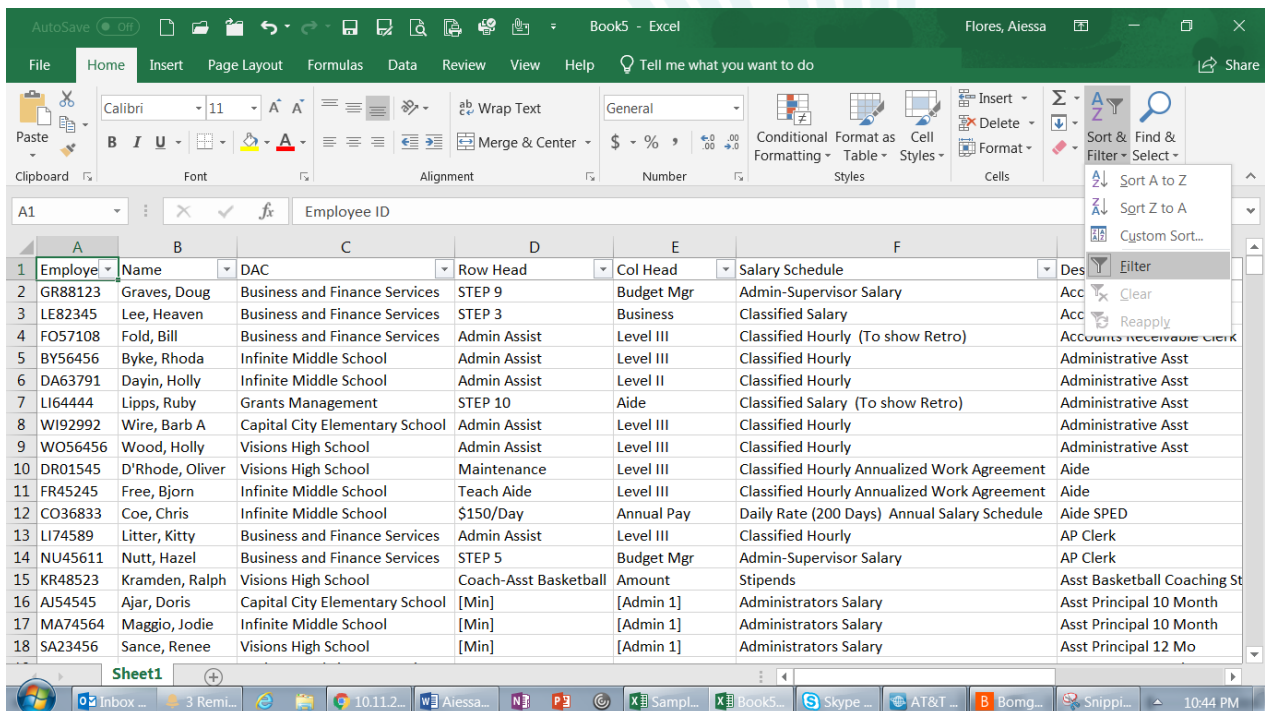 AutoSave Off Book5 - Excel Flores, Aiessa
File Home Insert Page Layout Formulas Data Review View Help Tell me what you want to do Share
Calibri 11 A A ab Wrap Text General Insert Σ
Paste B I U A Merge & Center $ % , Conditional Formatting Format as Table Cell Styles Delete Format Sort & Filter Find & Select
Clipboard Font Alignment Number Styles Cells
Sort A to Z
Sort Z to A
Custom Sort...
Filter
Clear
Reapply
A1 fx Employee ID
A B C D E F
1 Employe Name DAC Row Head Col Head Salary Schedule Des
2 GR88123 Graves, Doug Business and Finance Services STEP 9 Budget Mgr Admin-Supervisor Salary Acc
3 LE82345 Lee, Heaven Business and Finance Services STEP 3 Business Classified Salary Acc
4 FO57108 Fold, Bill Business and Finance Services Admin Assist Level III Classified Hourly (To show Retro) Accounts Receivable Clerk
5 BY56456 Byke, Rhoda Infinite Middle School Admin Assist Level III Classified Hourly Administrative Asst
6 DA63791 Dayin, Holly Infinite Middle School Admin Assist Level II Classified Hourly Administrative Asst
7 LI64444 Lipps, Ruby Grants Management STEP 10 Aide Classified Salary (To show Retro) Administrative Asst
8 WI92992 Wire, Barb A Capital City Elementary School Admin Assist Level III Classified Hourly Administrative Asst
9 WO56456 Wood, Holly Visions High School Admin Assist Level III Classified Hourly Administrative Asst
10 DR01545 D'Rhode, Oliver Visions High School Maintenance Level III Classified Hourly Annualized Work Agreement Aide
11 FR45245 Free, Bjorn Infinite Middle School Teach Aide Level III Classified Hourly Annualized Work Agreement Aide
12 CO36833 Coe, Chris Infinite Middle School $150/Day Annual Pay Daily Rate (200 Days) Annual Salary Schedule Aide SPED
13 LI74589 Litter, Kitty Business and Finance Services Admin Assist Level III Classified Hourly AP Clerk
14 NU45611 Nutt, Hazel Business and Finance Services STEP 5 Budget Mgr Admin-Supervisor Salary AP Clerk
15 KR48523 Kramden, Ralph Visions High School Coach-Asst Basketball Amount Stipends Asst Basketball Coaching St
16 AJ54545 Ajar, Doris Capital City Elementary School [Min] [Admin 1] Administrators Salary Asst Principal 10 Month
17 MA74564 Maggio, Jodie Infinite Middle School [Min] [Admin 1] Administrators Salary Asst Principal 10 Month
18 SA23456 Sance, Renee Visions High School [Min] [Admin 1] Administrators Salary Asst Principal 12 Mo
Sheet1
Inbox ... 3 Remi... 10.11.2... Aiessa... Sampl... Book5... Skype ... AT&T ... Bomg... Snippi... 10:44 PM